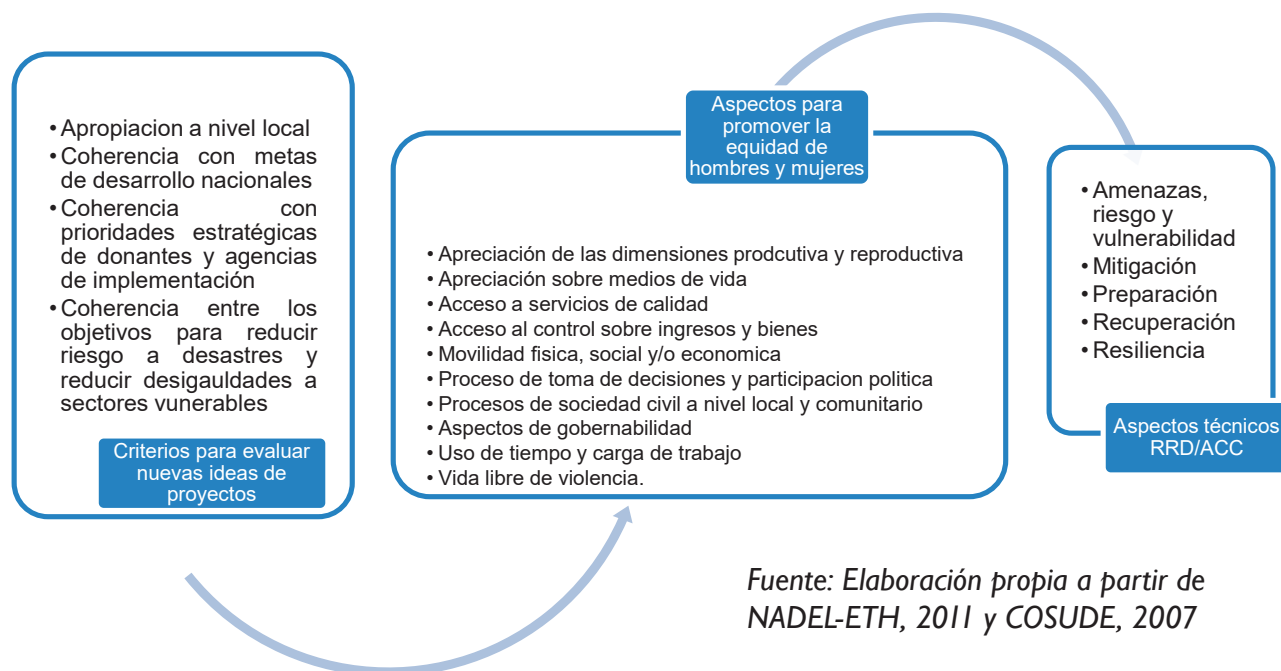 • Apropiacion a nivel local
• Coherencia con metas
de desarrollo nacionales
• Coherencia con
prioridades estratégicas
de donantes y agencias
de implementación
• Coherencia entre los
objetivos para reducir
riesgo a desastres y
reducir desigauldades a
sectores vunerables
Criterios para evaluar
nuevas ideas de
proyectos
Aspectos para
promover la
equidad de
hombres y mujeres
• Apreciación de las dimensiones prodcutiva y reproductiva
• Apreciación sobre medios de vida
• Acceso a servicios de calidad
• Acceso al control sobre ingresos y bienes
• Movilidad fisica, social y/o economica
• Proceso de toma de decisiones y participacion politica
• Procesos de sociedad civil a nivel local y comunitario
• Aspectos de gobernabilidad
• Uso de tiempo y carga de trabajo
• Vida libre de violencia.
• Amenazas,
riesgo y
vulnerabilidad
• Mitigación
• Preparación
• Recuperación
• Resiliencia
Aspectos técnicos
RRD/ACC
Fuente: Elaboración propia a partir de
NADEL-ETH, 2011 y COSUDE, 2007